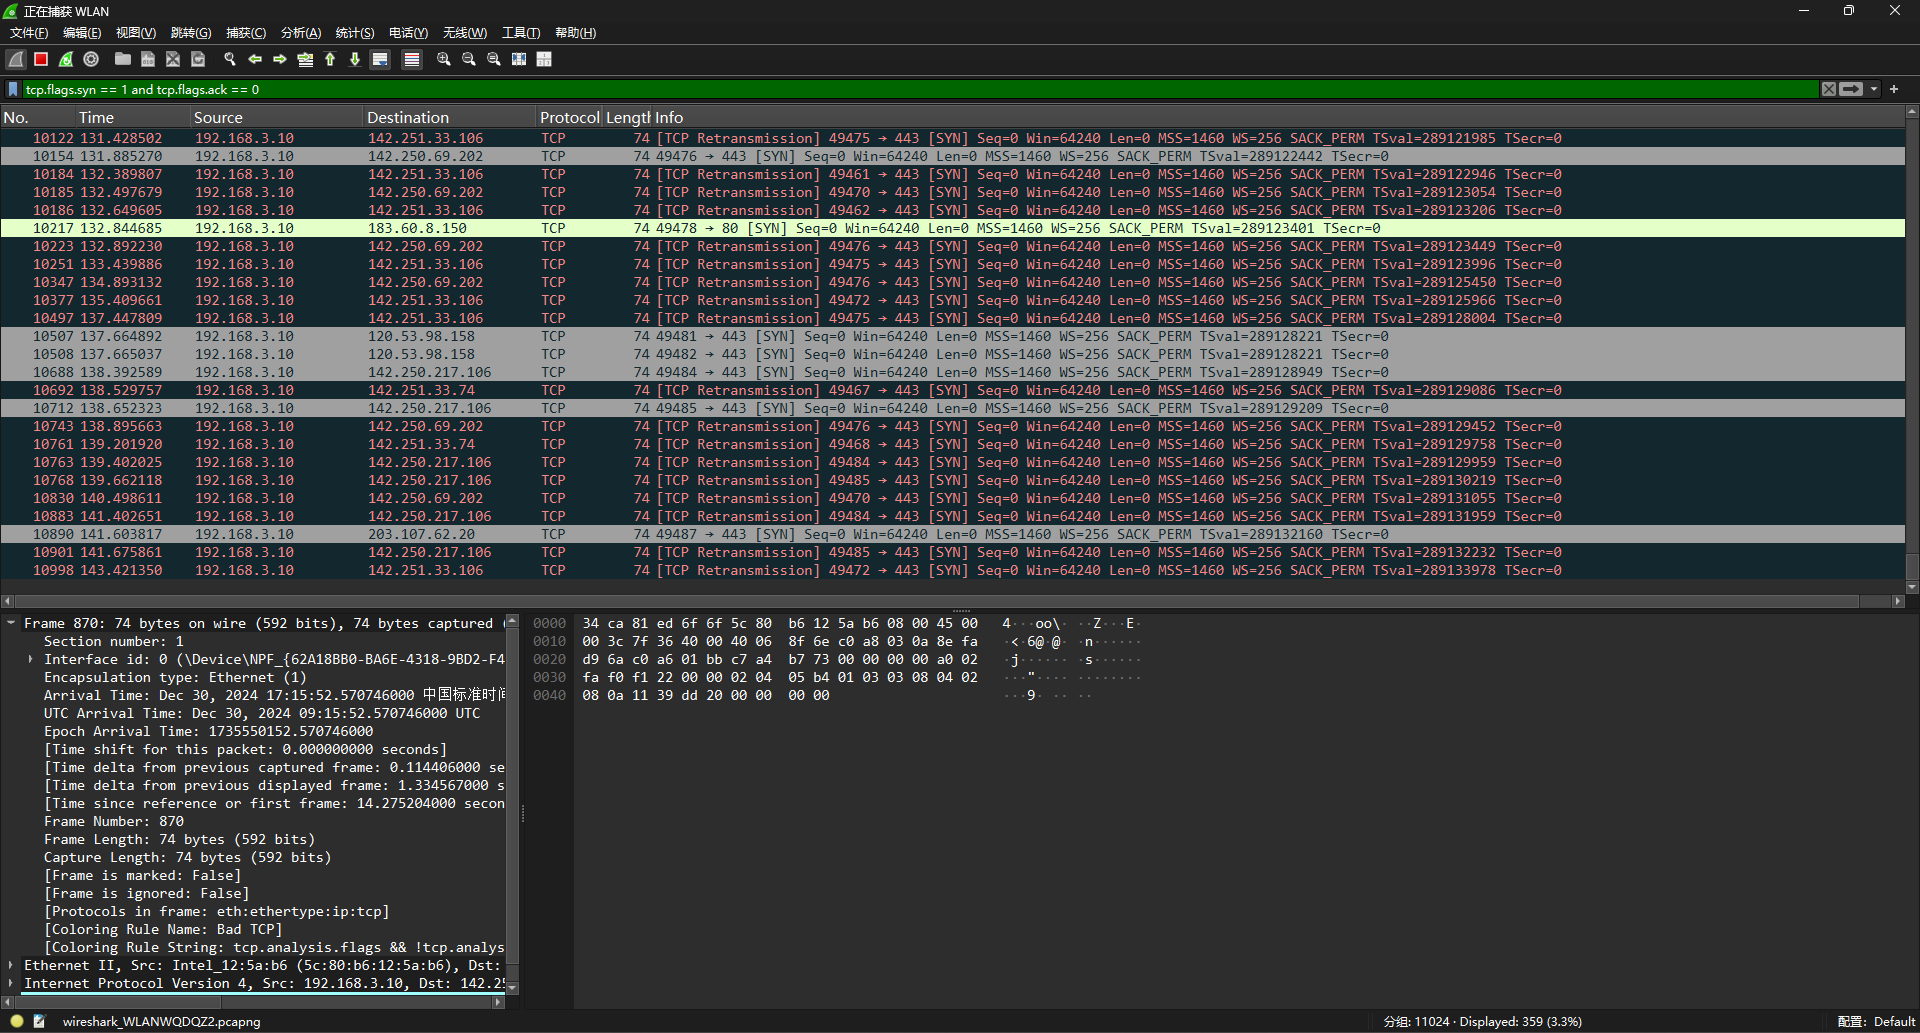 正在捕获 WLAN
文件(F) 编辑(E) 视图(V) 跳转(G) 捕获(C) 分析(A) 统计(S) 电话(Y) 无线(W) 工具(T) 帮助(H)
tcp.flags.syn == 1 and tcp.flags.ack == 0
No. Time Source Destination Protocol Lengtl Info
10122 131.428502 192.168.3.10 142.251.33.106 TCP 74 [TCP Retransmission] 49475 → 443 [SYN] Seq=0 Win=64240 Len=0 MSS=1460 WS=256 SACK_PERM TSval=289121985 TSecr=0
10154 131.885270 192.168.3.10 142.250.69.202 TCP 74 49476 → 443 [SYN] Seq=0 Win=64240 Len=0 MSS=1460 WS=256 SACK_PERM TSval=289122442 TSecr=0
10184 132.389807 192.168.3.10 142.251.33.106 TCP 74 [TCP Retransmission] 49461 → 443 [SYN] Seq=0 Win=64240 Len=0 MSS=1460 WS=256 SACK_PERM TSval=289122946 TSecr=0
10185 132.497679 192.168.3.10 142.250.69.202 TCP 74 [TCP Retransmission] 49470 → 443 [SYN] Seq=0 Win=64240 Len=0 MSS=1460 WS=256 SACK_PERM TSval=289123054 TSecr=0
10186 132.649605 192.168.3.10 142.251.33.106 TCP 74 [TCP Retransmission] 49462 → 443 [SYN] Seq=0 Win=64240 Len=0 MSS=1460 WS=256 SACK_PERM TSval=289123206 TSecr=0
10217 132.844685 192.168.3.10 183.60.8.150 TCP 74 49478 → 80 [SYN] Seq=0 Win=64240 Len=0 MSS=1460 WS=256 SACK_PERM TSval=289123401 TSecr=0
10223 132.892230 192.168.3.10 142.250.69.202 TCP 74 [TCP Retransmission] 49476 → 443 [SYN] Seq=0 Win=64240 Len=0 MSS=1460 WS=256 SACK_PERM TSval=289123449 TSecr=0
10251 133.439886 192.168.3.10 142.251.33.106 TCP 74 [TCP Retransmission] 49475 → 443 [SYN] Seq=0 Win=64240 Len=0 MSS=1460 WS=256 SACK_PERM TSval=289123996 TSecr=0
10347 134.893132 192.168.3.10 142.250.69.202 TCP 74 [TCP Retransmission] 49476 → 443 [SYN] Seq=0 Win=64240 Len=0 MSS=1460 WS=256 SACK_PERM TSval=289125450 TSecr=0
10377 135.409661 192.168.3.10 142.251.33.106 TCP 74 [TCP Retransmission] 49472 → 443 [SYN] Seq=0 Win=64240 Len=0 MSS=1460 WS=256 SACK_PERM TSval=289125966 TSecr=0
10497 137.447809 192.168.3.10 142.251.33.106 TCP 74 [TCP Retransmission] 49475 → 443 [SYN] Seq=0 Win=64240 Len=0 MSS=1460 WS=256 SACK_PERM TSval=289128004 TSecr=0
10507 137.664892 192.168.3.10 120.53.98.158 TCP 74 49481 → 443 [SYN] Seq=0 Win=64240 Len=0 MSS=1460 WS=256 SACK_PERM TSval=289128221 TSecr=0
10508 137.665037 192.168.3.10 120.53.98.158 TCP 74 49482 → 443 [SYN] Seq=0 Win=64240 Len=0 MSS=1460 WS=256 SACK_PERM TSval=289128221 TSecr=0
10688 138.392589 192.168.3.10 142.250.217.106 TCP 74 49484 → 443 [SYN] Seq=0 Win=64240 Len=0 MSS=1460 WS=256 SACK_PERM TSval=289128949 TSecr=0
10692 138.529757 192.168.3.10 142.251.33.74 TCP 74 [TCP Retransmission] 49467 → 443 [SYN] Seq=0 Win=64240 Len=0 MSS=1460 WS=256 SACK_PERM TSval=289129086 TSecr=0
10712 138.652323 192.168.3.10 142.250.217.106 TCP 74 49485 → 443 [SYN] Seq=0 Win=64240 Len=0 MSS=1460 WS=256 SACK_PERM TSval=289129209 TSecr=0
10743 138.895663 192.168.3.10 142.250.69.202 TCP 74 [TCP Retransmission] 49476 → 443 [SYN] Seq=0 Win=64240 Len=0 MSS=1460 WS=256 SACK_PERM TSval=289129452 TSecr=0
10761 139.201920 192.168.3.10 142.251.33.74 TCP 74 [TCP Retransmission] 49468 → 443 [SYN] Seq=0 Win=64240 Len=0 MSS=1460 WS=256 SACK_PERM TSval=289129758 TSecr=0
10763 139.402025 192.168.3.10 142.250.217.106 TCP 74 [TCP Retransmission] 49484 → 443 [SYN] Seq=0 Win=64240 Len=0 MSS=1460 WS=256 SACK_PERM TSval=289129959 TSecr=0
10768 139.662118 192.168.3.10 142.250.217.106 TCP 74 [TCP Retransmission] 49485 → 443 [SYN] Seq=0 Win=64240 Len=0 MSS=1460 WS=256 SACK_PERM TSval=289130219 TSecr=0
10830 140.498611 192.168.3.10 142.250.69.202 TCP 74 [TCP Retransmission] 49470 → 443 [SYN] Seq=0 Win=64240 Len=0 MSS=1460 WS=256 SACK_PERM TSval=289131055 TSecr=0
10883 141.402651 192.168.3.10 142.250.217.106 TCP 74 [TCP Retransmission] 49484 → 443 [SYN] Seq=0 Win=64240 Len=0 MSS=1460 WS=256 SACK_PERM TSval=289131959 TSecr=0
10890 141.603817 192.168.3.10 203.107.62.20 TCP 74 49487 → 443 [SYN] Seq=0 Win=64240 Len=0 MSS=1460 WS=256 SACK_PERM TSval=289132160 TSecr=0
10901 141.675861 192.168.3.10 142.250.217.106 TCP 74 [TCP Retransmission] 49485 → 443 [SYN] Seq=0 Win=64240 Len=0 MSS=1460 WS=256 SACK_PERM TSval=289132232 TSecr=0
10998 143.421350 192.168.3.10 142.251.33.106 TCP 74 [TCP Retransmission] 49472 → 443 [SYN] Seq=0 Win=64240 Len=0 MSS=1460 WS=256 SACK_PERM TSval=289133978 TSecr=0
Frame 870: 74 bytes on wire (592 bits), 74 bytes captured (
Section number: 1
Interface id: 0 (\Device\NPF_{62A18BB0-BA6E-4318-9BD2-F4
Encapsulation type: Ethernet (1)
Arrival Time: Dec 30, 2024 17:15:52.570746000 中国标准时间
UTC Arrival Time: Dec 30, 2024 09:15:52.570746000 UTC
Epoch Arrival Time: 1735550152.570746000
[Time shift for this packet: 0.000000000 seconds]
[Time delta from previous captured frame: 0.114406000 se
[Time delta from previous displayed frame: 1.334567000 s
[Time since reference or first frame: 14.275204000 secon
Frame Number: 870
Frame Length: 74 bytes (592 bits)
Capture Length: 74 bytes (592 bits)
[Frame is marked: False]
[Frame is ignored: False]
[Protocols in frame: eth:ethertype:ip:tcp]
[Coloring Rule Name: Bad TCP]
[Coloring Rule String: tcp.analysis.flags && !tcp.analys
Ethernet II, Src: Intel_12:5a:b6 (5c:80:b6:12:5a:b6), Dst:
Internet Protocol Version 4, Src: 192.168.3.10, Dst: 142.25
0000 34 ca 81 ed 6f 6f 5c 80 b6 12 5a b6 08 00 45 00 4···oo\· ··Z···E·
0010 00 3c 7f 36 40 00 40 06 8f 6e c0 a8 03 0a 8e fa ·<·6@·@· ·n······
0020 d9 6a c0 a6 01 bb c7 a4 b7 73 00 00 00 00 a0 02 ·j······ ·s······
0030 fa f0 f1 22 00 00 02 04 05 b4 01 03 03 08 04 02 ···"···· ········
0040 08 0a 11 39 dd 20 00 00 00 00 ···9· ·· ··
wireshark_WLANWQDQZ2.pcapng
分组: 11024 · Displayed: 359 (3.3%)
配置: Default